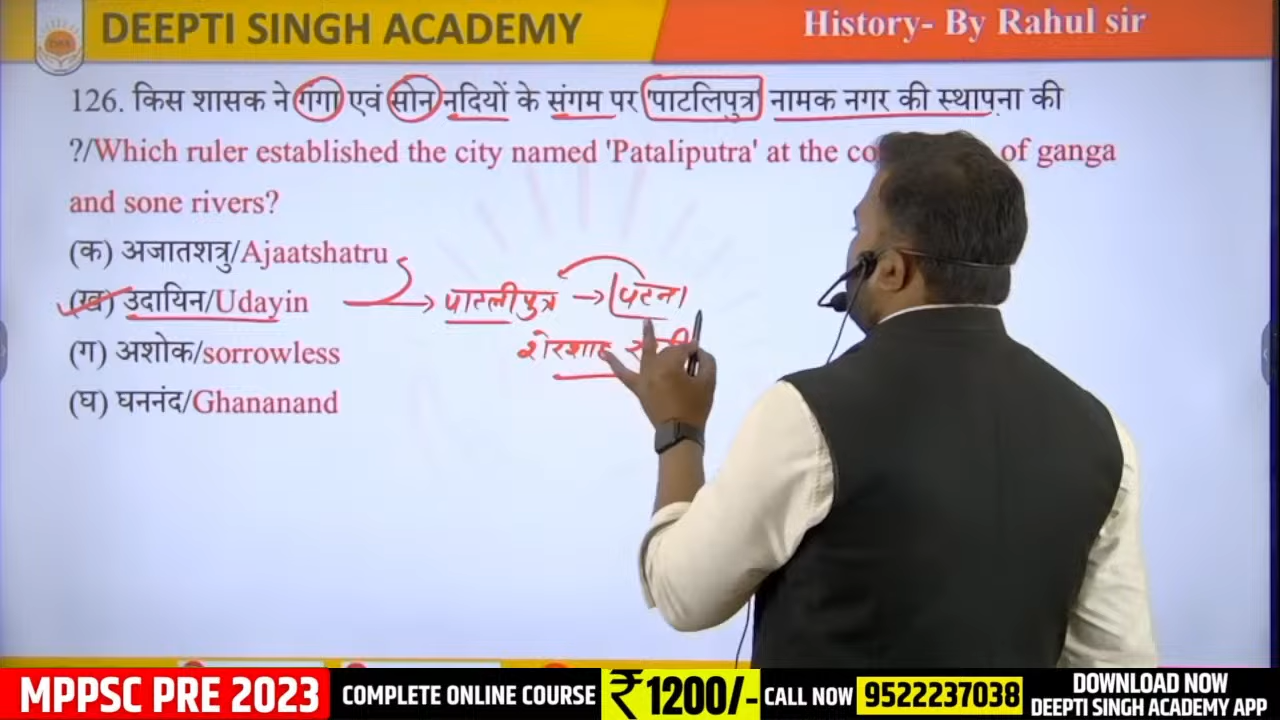 DEEPTI SINGH ACADEMY
History- By Rahul sir
126. किस शासक ने गंगा एवं सोन नदियों के संगम पर 'पाटलिपुत्र' नामक नगर की स्थापना की
?/Which ruler established the city named 'Pataliputra' at the of ganga
and sone rivers?
(क) अजातशत्रु/Ajaatshatru
(ख) उदायिन/Udayin
पाटलीपुत्र → पटना
(ग) अशोक/sorrowless
शेरशाह
(घ) घननंद/Ghananand
MPPSC PRE 2023
COMPLETE ONLINE COURSE
₹1200/-
CALL NOW
9522237038
DOWNLOAD NOW
DEEPTI SINGH ACADEMY APP